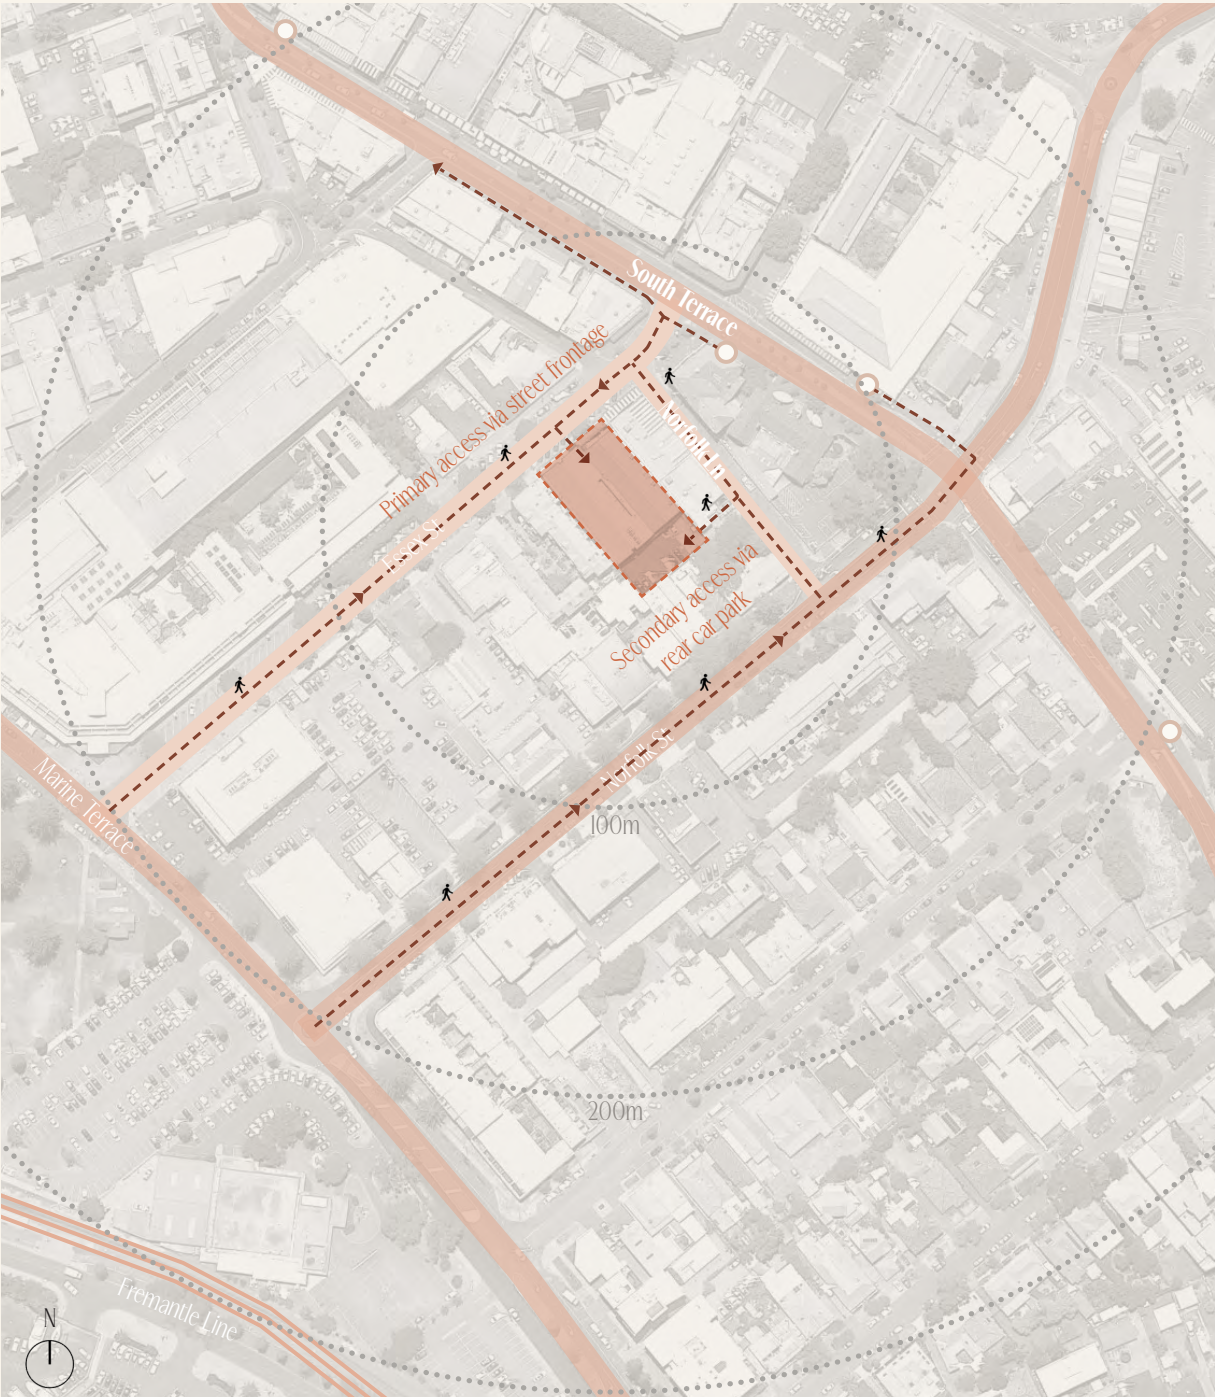 South Terrace
Primary access via street frontage
Norfolk Ln
Essex St
Secondary access via
rear car park
Norfolk St
Marine Terrace
100m
200m
Fremantle Line
N